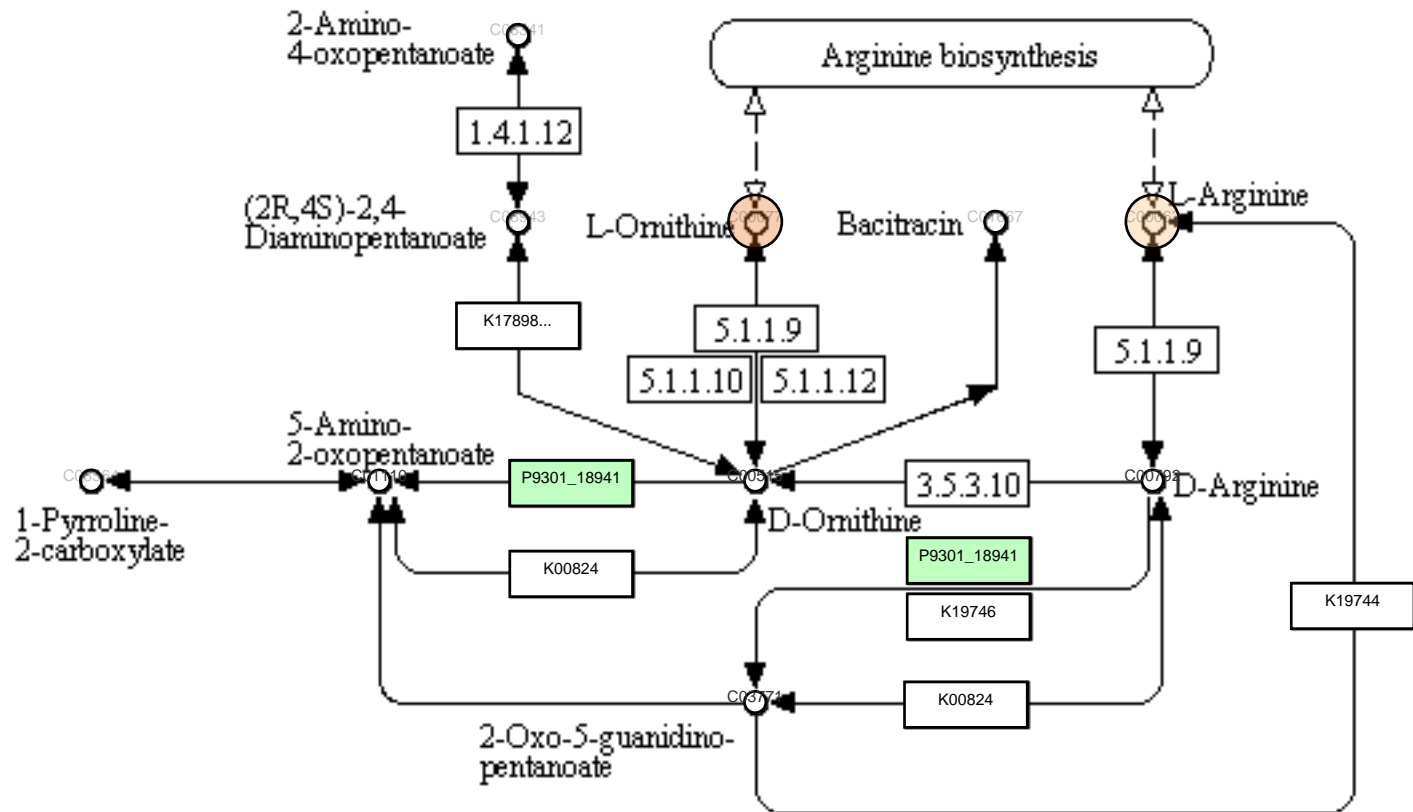 2-Amino-
4-oxopentanoate
Arginine biosynthesis
1.4.1.12
(2R,4S)-2,4-
Diaminopentanoate
L-Ornithine
Bacitracin
L-Arginine
K17898...
5.1.1.9
5.1.1.10
5.1.1.12
5.1.1.9
5-Amino-
2-oxopentanoate
P9301_18941
C00515
3.5.3.10
C00792
D-Arginine
1-Pyrroline-
2-carboxylate
D-Ornithine
K00824
P9301_18941
K19746
K19744
C03771
K00824
2-Oxo-5-guanidino-
pentanoate